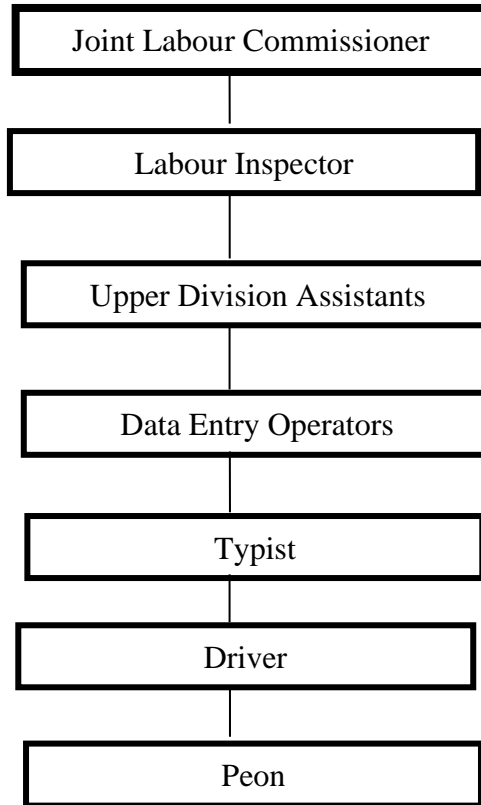 Joint Labour Commissioner
Labour Inspector
Upper Division Assistants
Data Entry Operators
Typist
Driver
Peon